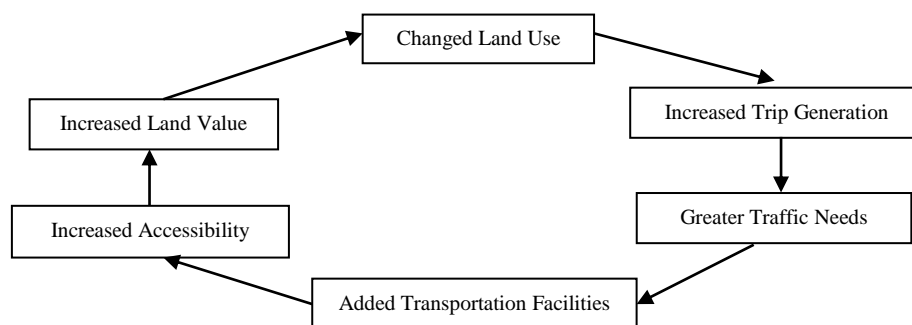 Changed Land Use
Increased Trip Generation
Greater Traffic Needs
Added Transportation Facilities
Increased Accessibility
Increased Land Value